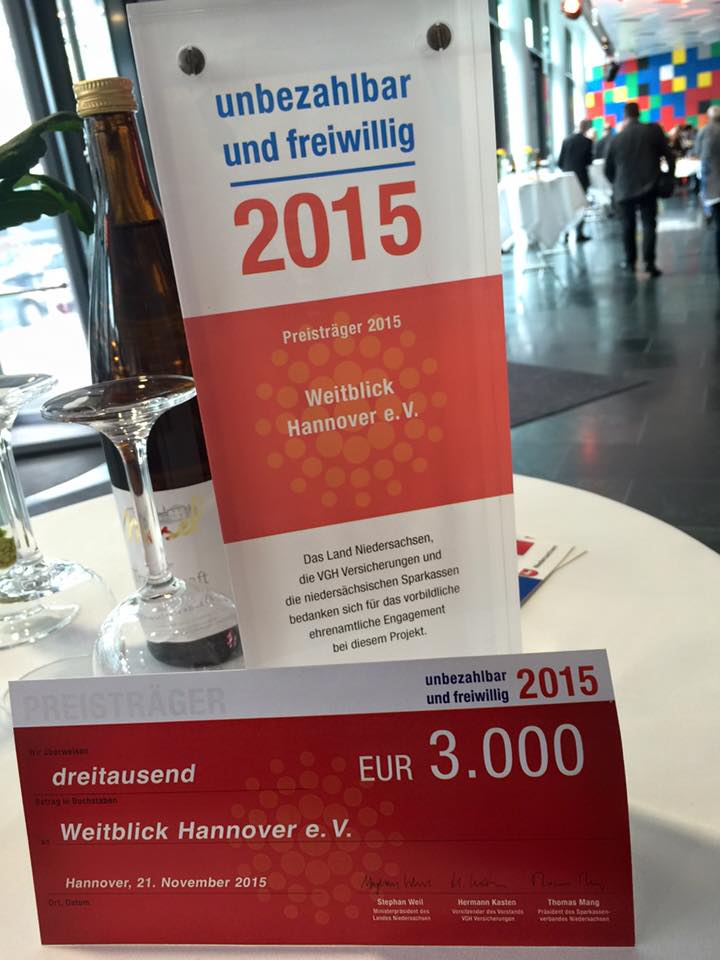 unbezahlbar
und freiwillig
2015
Preisträger 2015
Weitblick
Hannover e.V.
Das Land Niedersachsen,
die VGH Versicherungen und
die niedersächsischen Sparkassen
bedanken sich für das vorbildliche
ehrenamtliche Engagement
bei diesem Projekt.
PREISTRÄGER
unbezahlbar
und freiwillig 2015
Wir überweisen
dreitausend EUR 3.000
Betrag in Buchstaben
an Weitblick Hannover e.V.
Hannover, 21. November 2015
Ort, Datum
Stephan Weil
Ministerpräsident des
Landes Niedersachsen
Hermann Kasten
Vorsitzender des Vorstands
VGH Versicherungen
Thomas Mang
Präsident des Sparkassen-
verbandes Niedersachsen